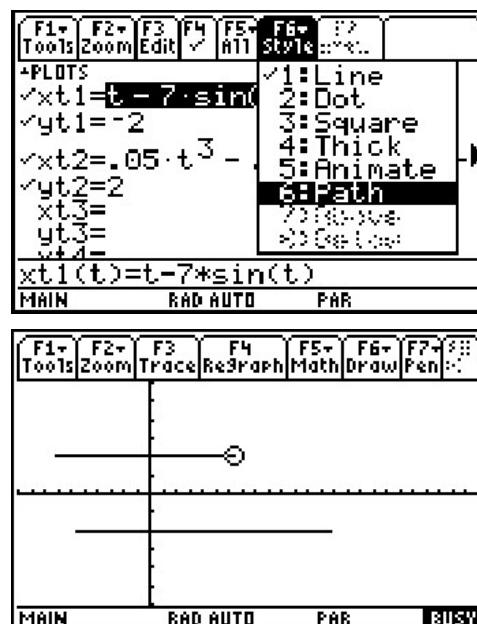 F1 F2 F3 F4 F5 F6
Tools Zoom Edit ✓ All Style
PLOTS
✓xt1=t - 7·sin(
✓yt1=-2
✓xt2=.05·t³ - .
✓yt2=2
xt3=
yt3=
✓1:Line
2:Dot
3:Square
4:Thick
5:Animate
6:Path
xt1(t)=t-7*sin(t)
MAIN RAD AUTO PAR
F1 F2 F3 F4 F5 F6 F7
Tools Zoom Trace ReGraph Math Draw Pen
MAIN RAD AUTO PAR BUSY